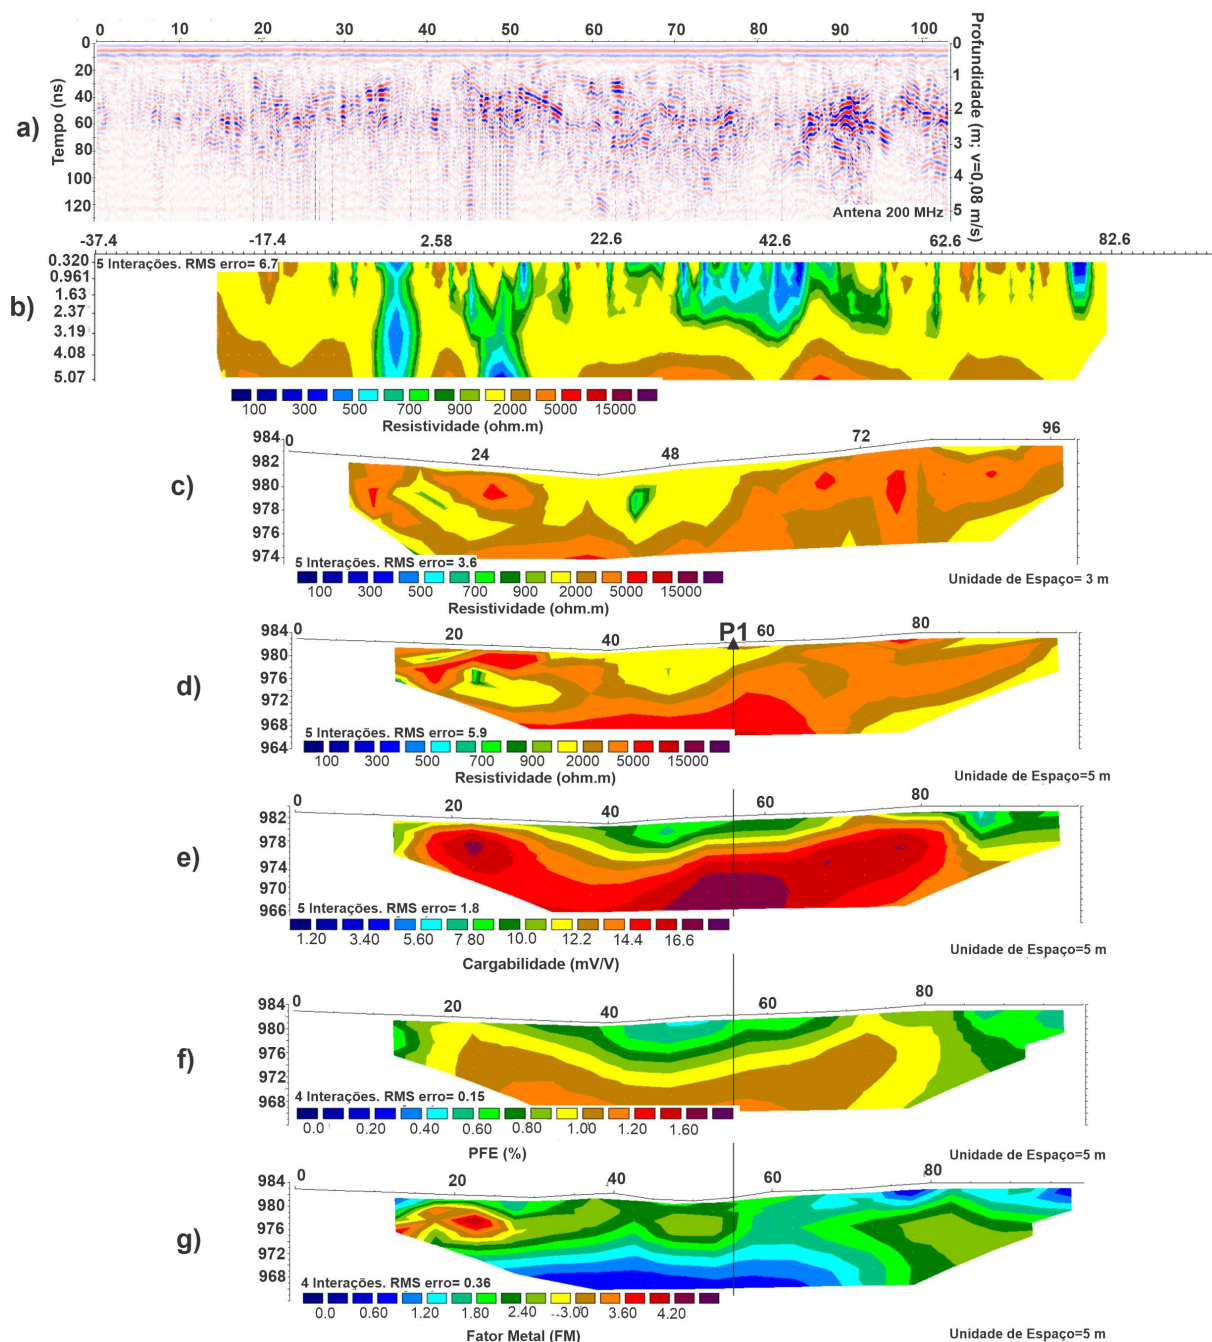 0 10 20 30 40 50 60 70 80 90 100
a)
Tempo (ns)
0
20
40
60
80
100
120
0
1
2
3
4
5
Profundidade (m; v=0,08 m/s)
Antena 200 MHz
-37.4 -17.4 2.58 22.6 42.6 62.6 82.6
b)
5 Interações. RMS erro= 6.7
0.320
0.961
1.63
2.37
3.19
4.08
5.07
100 300 500 700 900 2000 5000 15000
Resistividade (ohm.m)
c)
0 24 48 72 96
984
982
980
978
976
974
5 Interações. RMS erro= 3.6
100 300 500 700 900 2000 5000 15000
Resistividade (ohm.m)
Unidade de Espaço= 3 m
d)
0 20 40 P1 60 80
984
980
976
972
968
964
5 Interações. RMS erro= 5.9
100 300 500 700 900 2000 5000 15000
Resistividade (ohm.m)
Unidade de Espaço=5 m
e)
0 20 40 60 80
982
978
974
970
966
5 Interações. RMS erro= 1.8
1.20 3.40 5.60 7.80 10.0 12.2 14.4 16.6
Cargabilidade (mV/V)
Unidade de Espaço=5 m
f)
0 20 40 60 80
984
980
976
972
968
4 Interações. RMS erro= 0.15
0.0 0.20 0.40 0.60 0.80 1.00 1.20 1.60
PFE (%)
Unidade de Espaço=5 m
g)
0 20 40 60 80
984
980
976
972
968
4 Interações. RMS erro= 0.36
0.0 0.60 1.20 1.80 2.40 3.00 3.60 4.20
Fator Metal (FM)
Unidade de Espaço=5 m